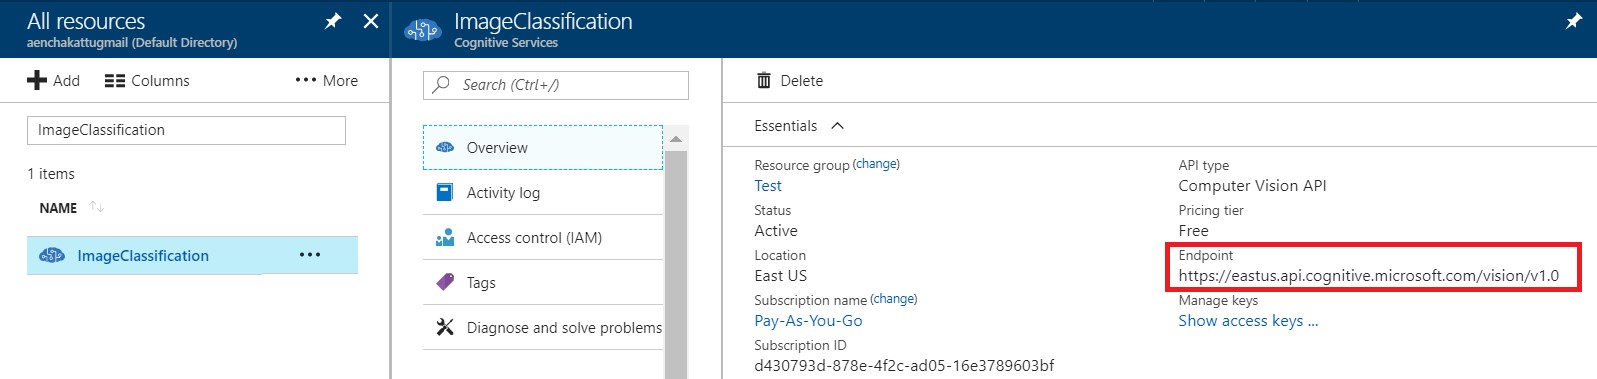 All resources
aenchakattugmail (Default Directory)
Add
Columns
More
ImageClassification
1 items
NAME
ImageClassification
ImageClassification
Cognitive Services
Search (Ctrl+/)
Overview
Activity log
Access control (IAM)
Tags
Diagnose and solve problems
Delete
Essentials
Resource group (change)
Test
Status
Active
Location
East US
Subscription name (change)
Pay-As-You-Go
Subscription ID
d430793d-878e-4f2c-ad05-16e3789603bf
API type
Computer Vision API
Pricing tier
Free
Endpoint
https://eastus.api.cognitive.microsoft.com/vision/v1.0
Manage keys
Show access keys ...